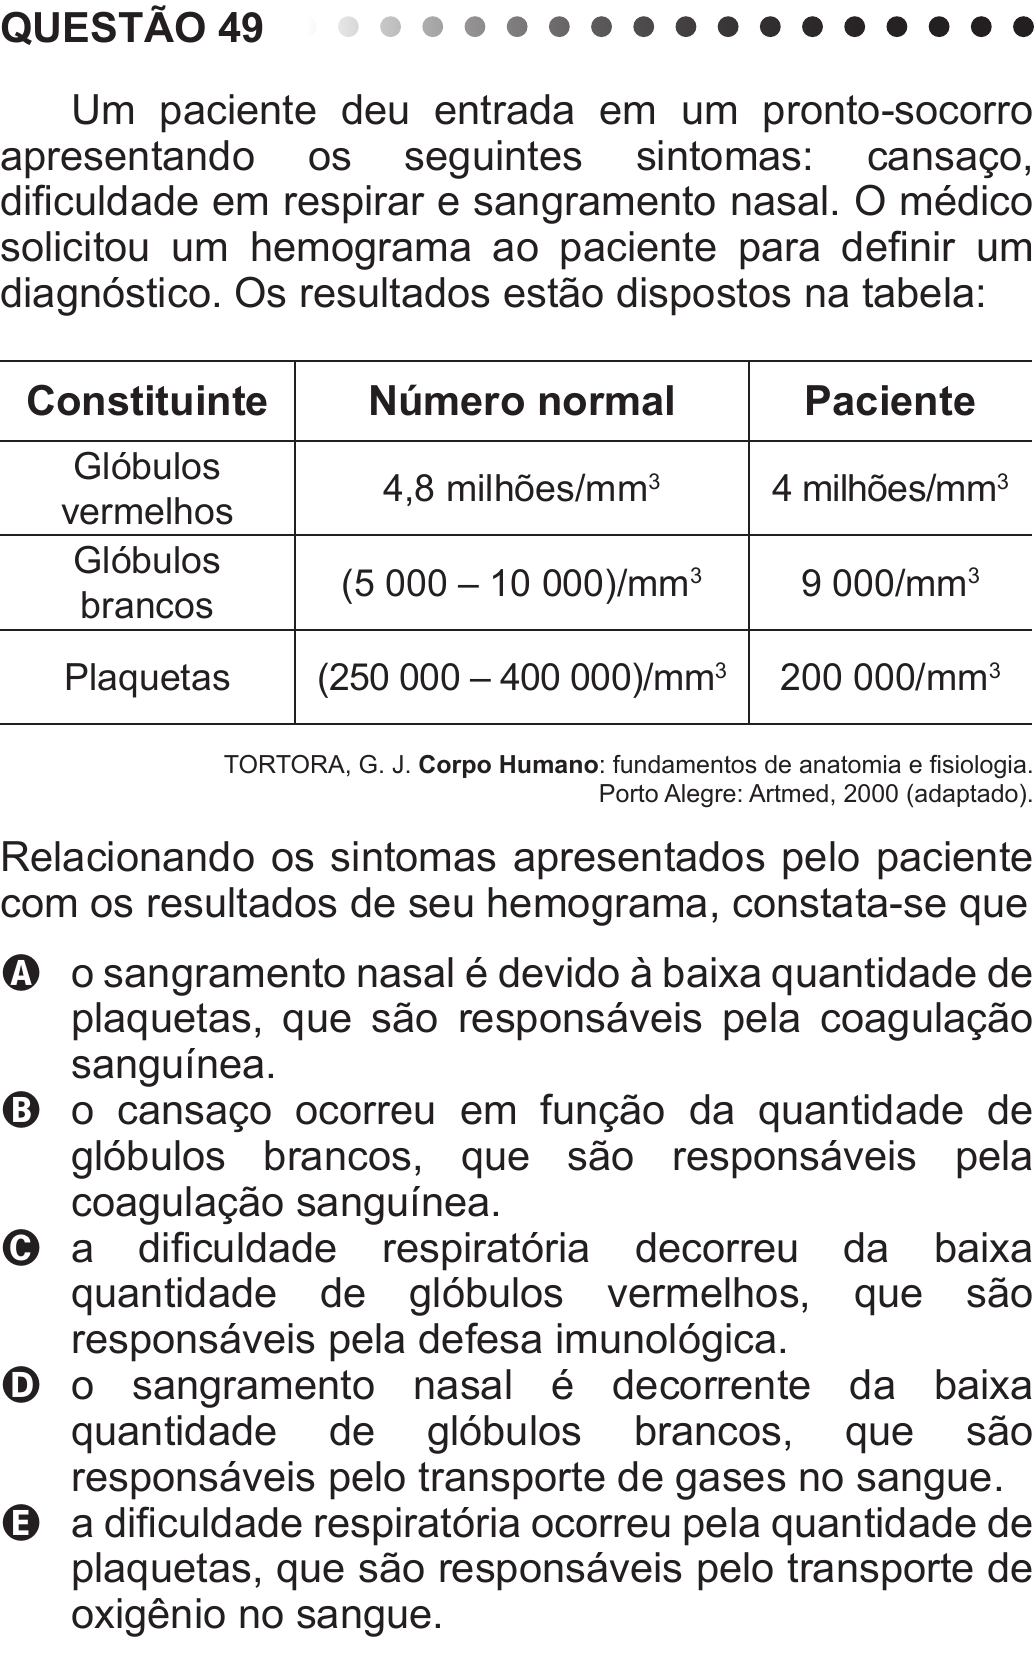 QUESTÃO 49
Um paciente deu entrada em um pronto-socorro
apresentando os seguintes sintomas: cansaço,
dificuldade em respirar e sangramento nasal. O médico
solicitou um hemograma ao paciente para definir um
diagnóstico. Os resultados estão dispostos na tabela:
Constituinte Número normal Paciente
Glóbulos
vermelhos 4,8 milhões/mm³ 4 milhões/mm³
Glóbulos
brancos (5 000 – 10 000)/mm³ 9 000/mm³
Plaquetas (250 000 – 400 000)/mm³ 200 000/mm³
TORTORA, G. J. Corpo Humano: fundamentos de anatomia e fisiologia.
Porto Alegre: Artmed, 2000 (adaptado).
Relacionando os sintomas apresentados pelo paciente
com os resultados de seu hemograma, constata-se que
A o sangramento nasal é devido à baixa quantidade de
plaquetas, que são responsáveis pela coagulação
sanguínea.
B o cansaço ocorreu em função da quantidade de
glóbulos brancos, que são responsáveis pela
coagulação sanguínea.
C a dificuldade respiratória decorreu da baixa
quantidade de glóbulos vermelhos, que são
responsáveis pela defesa imunológica.
D o sangramento nasal é decorrente da baixa
quantidade de glóbulos brancos, que são
responsáveis pelo transporte de gases no sangue.
E a dificuldade respiratória ocorreu pela quantidade de
plaquetas, que são responsáveis pelo transporte de
oxigênio no sangue.